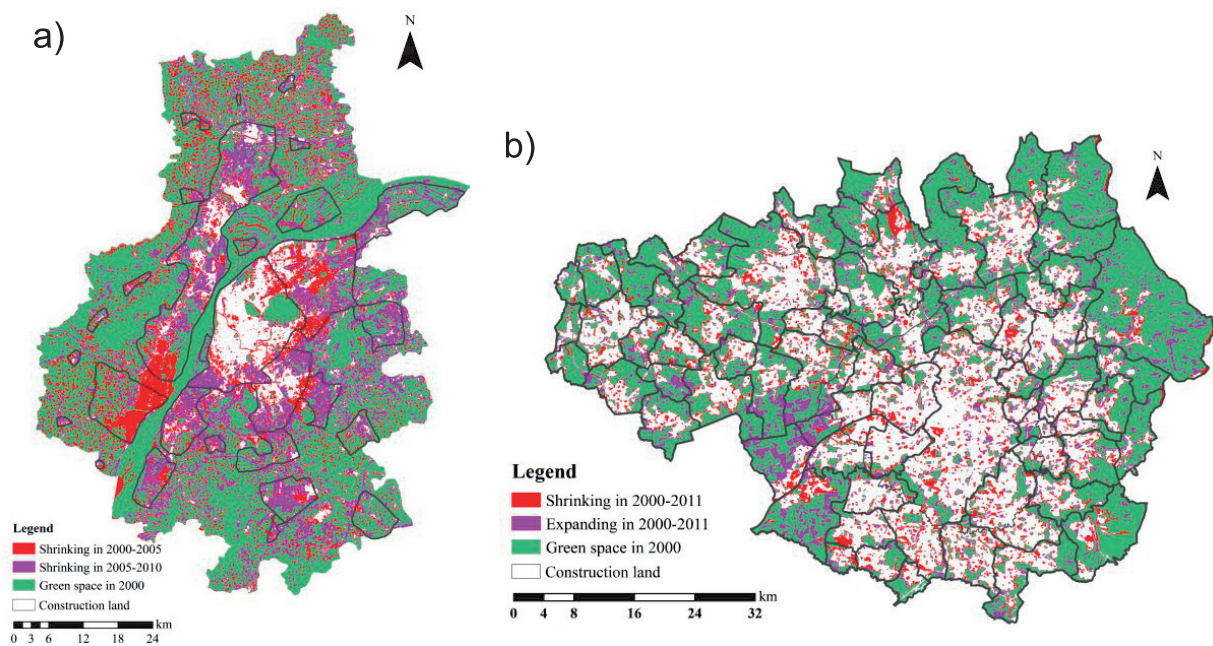 a)
N
Legend
Shrinking in 2000-2005
Shrinking in 2005-2010
Green space in 2000
Construction land
km
0 3 6 12 18 24
b)
N
Legend
Shrinking in 2000-2011
Expanding in 2000-2011
Green space in 2000
Construction land
km
0 4 8 16 24 32